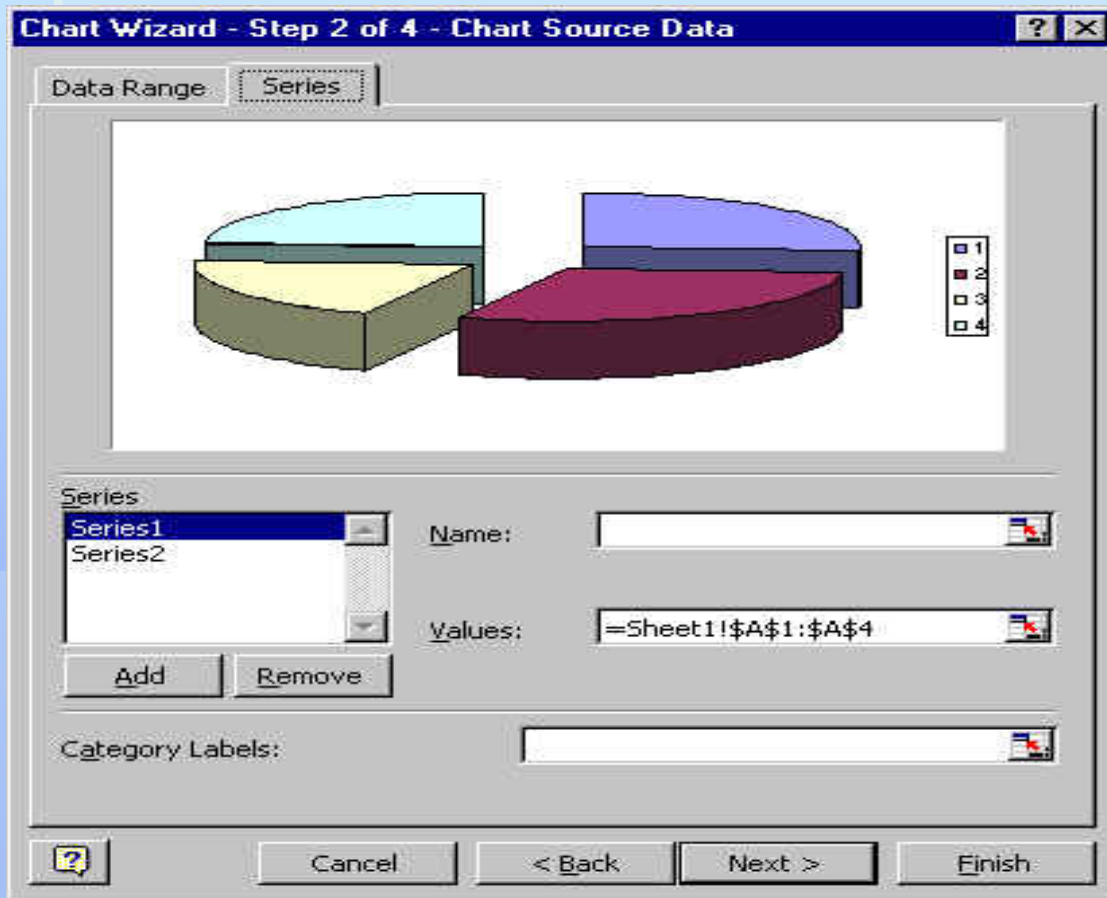 Chart Wizard - Step 2 of 4 - Chart Source Data
Data Range
Series
1
2
3
4
Series
Series1
Series2
Name:
Values:
=Sheet1!$A$1:$A$4
Add
Remove
Category Labels:
Cancel
< Back
Next >
Finish